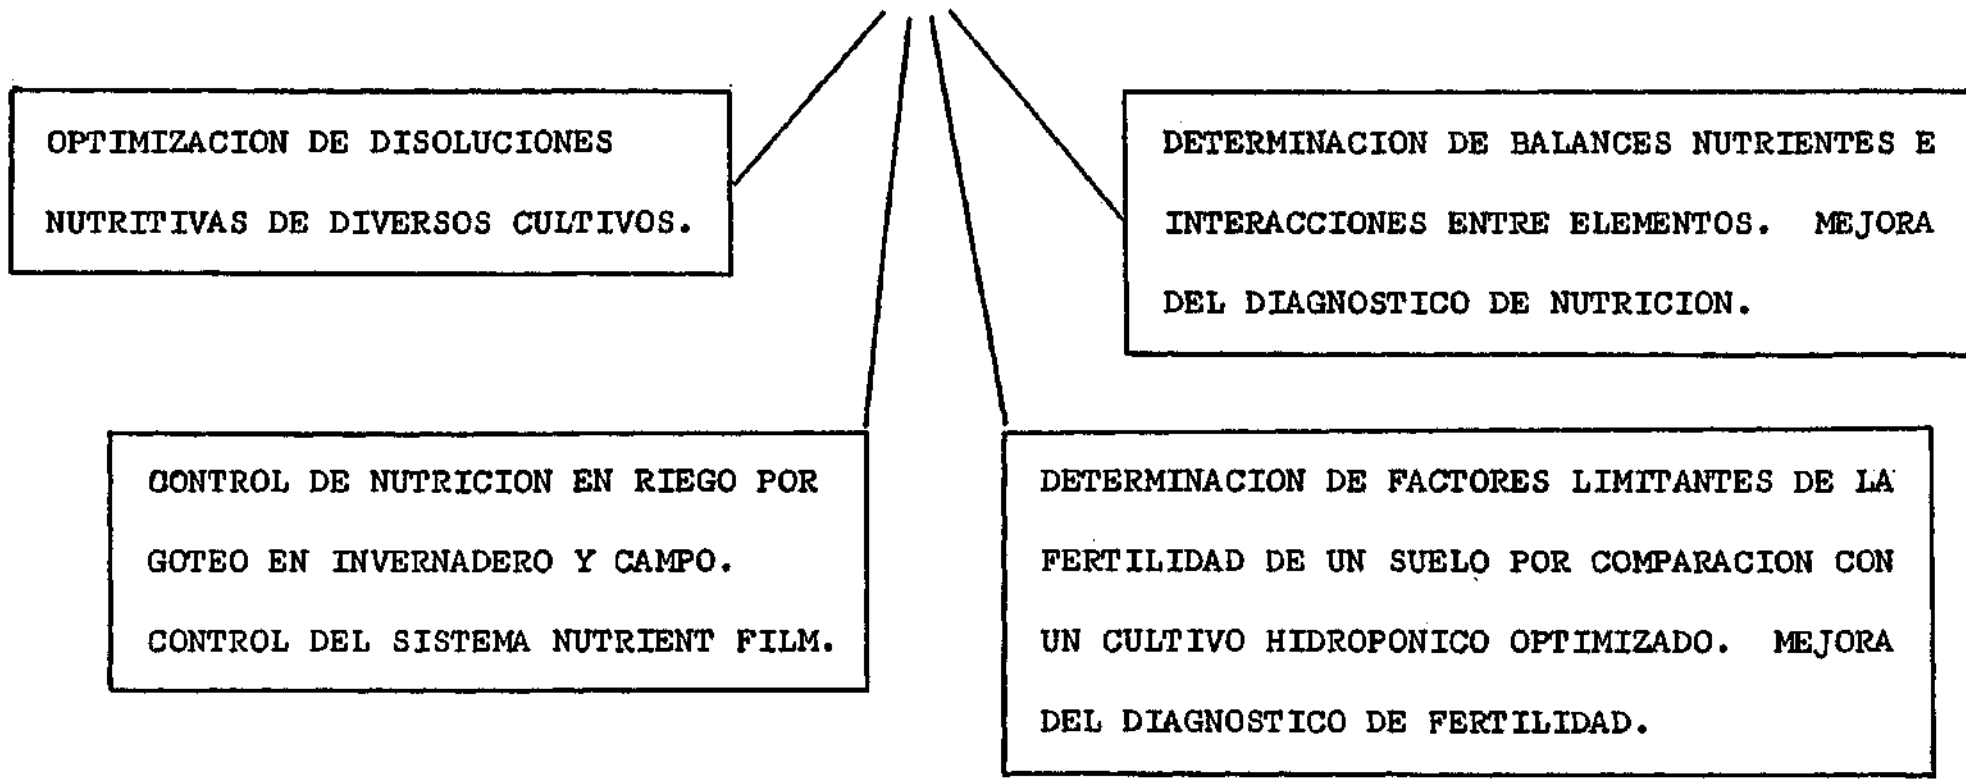 OPTIMIZACION DE DISOLUCIONES
NUTRITIVAS DE DIVERSOS CULTIVOS.
DETERMINACION DE BALANCES NUTRIENTES E
INTERACCIONES ENTRE ELEMENTOS. MEJORA
DEL DIAGNOSTICO DE NUTRICION.
CONTROL DE NUTRICION EN RIEGO POR
GOTEO EN INVERNADERO Y CAMPO.
CONTROL DEL SISTEMA NUTRIENT FILM.
DETERMINACION DE FACTORES LIMITANTES DE LA
FERTILIDAD DE UN SUELO POR COMPARACION CON
UN CULTIVO HIDROPONICO OPTIMIZADO. MEJORA
DEL DIAGNOSTICO DE FERTILIDAD.